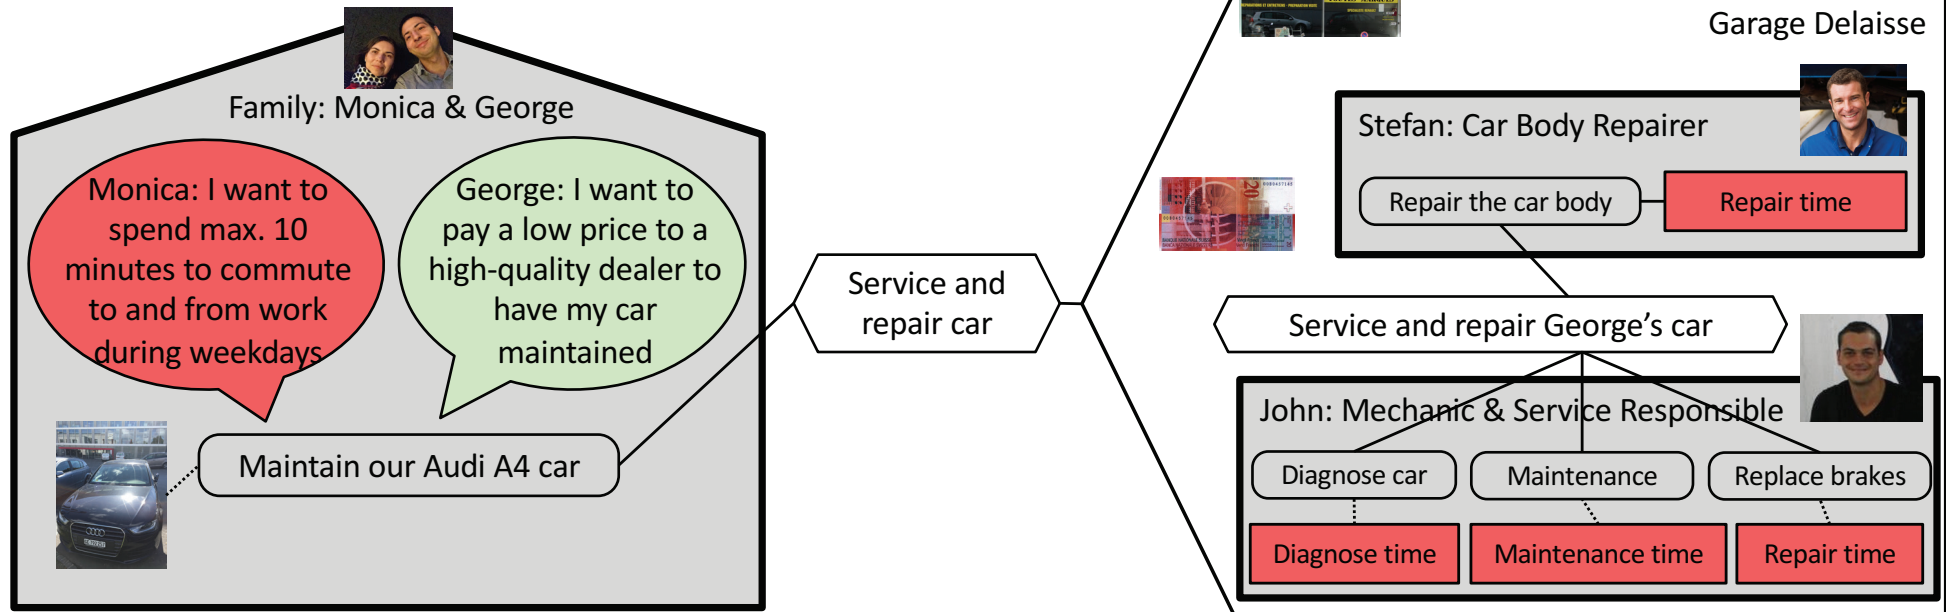 Garage Delaisse
Family: Monica & George
Monica: I want to
spend max. 10
minutes to commute
to and from work
during weekdays
George: I want to
pay a low price to a
high-quality dealer to
have my car
maintained
Maintain our Audi A4 car
Service and
repair car
20
Stefan: Car Body Repairer
Repair the car body
Repair time
Service and repair George’s car
John: Mechanic & Service Responsible
Diagnose car
Maintenance
Replace brakes
Diagnose time
Maintenance time
Repair time